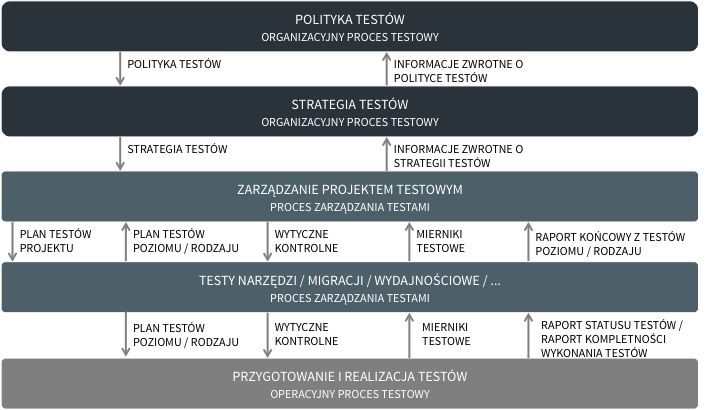 POLITYKA TESTÓW
ORGANIZACYJNY PROCES TESTOWY
POLITYKA TESTÓW
INFORMACJE ZWROTNE O
POLITYCE TESTÓW
STRATEGIA TESTÓW
ORGANIZACYJNY PROCES TESTOWY
STRATEGIA TESTÓW
INFORMACJE ZWROTNE O
STRATEGII TESTÓW
ZARZĄDZANIE PROJEKTEM TESTOWYM
PROCES ZARZĄDZANIA TESTAMI
PLAN TESTÓW
PROJEKTU
PLAN TESTÓW
POZIOMU / RODZAJU
WYTYCZNE
KONTROLNE
MIERNIKI
TESTOWE
RAPORT KOŃCOWY Z TESTÓW
POZIOMU / RODZAJU
TESTY NARZĘDZI / MIGRACJI / WYDAJNOŚCIOWE / ...
PROCES ZARZĄDZANIA TESTAMI
PLAN TESTÓW
POZIOMU / RODZAJU
WYTYCZNE
KONTROLNE
MIERNIKI
TESTOWE
RAPORT STATUSU TESTÓW /
RAPORT KOMPLETNOŚCI
WYKONANIA TESTÓW
PRZYGOTOWANIE I REALIZACJA TESTÓW
OPERACYJNY PROCES TESTOWY